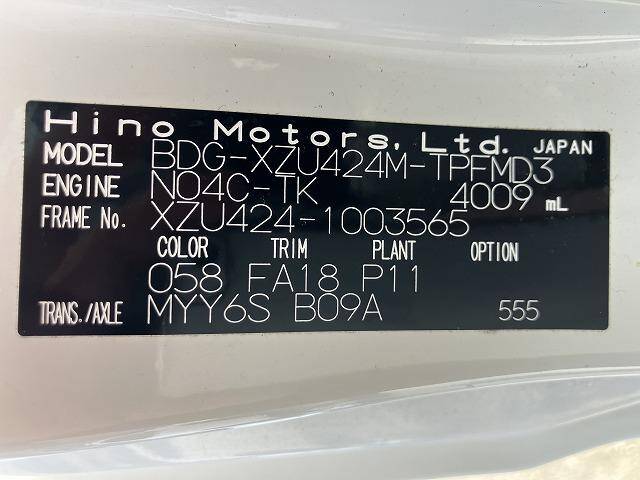 Hino Motors, Ltd. JAPAN
MODEL BDG-XZU424M-TPFMD3
ENGINE N04C-TK 4009 mL
FRAME No. XZU424-1003565
COLOR TRIM PLANT OPTION
058 FA18 P11
TRANS./AXLE MYY6S B09A 555